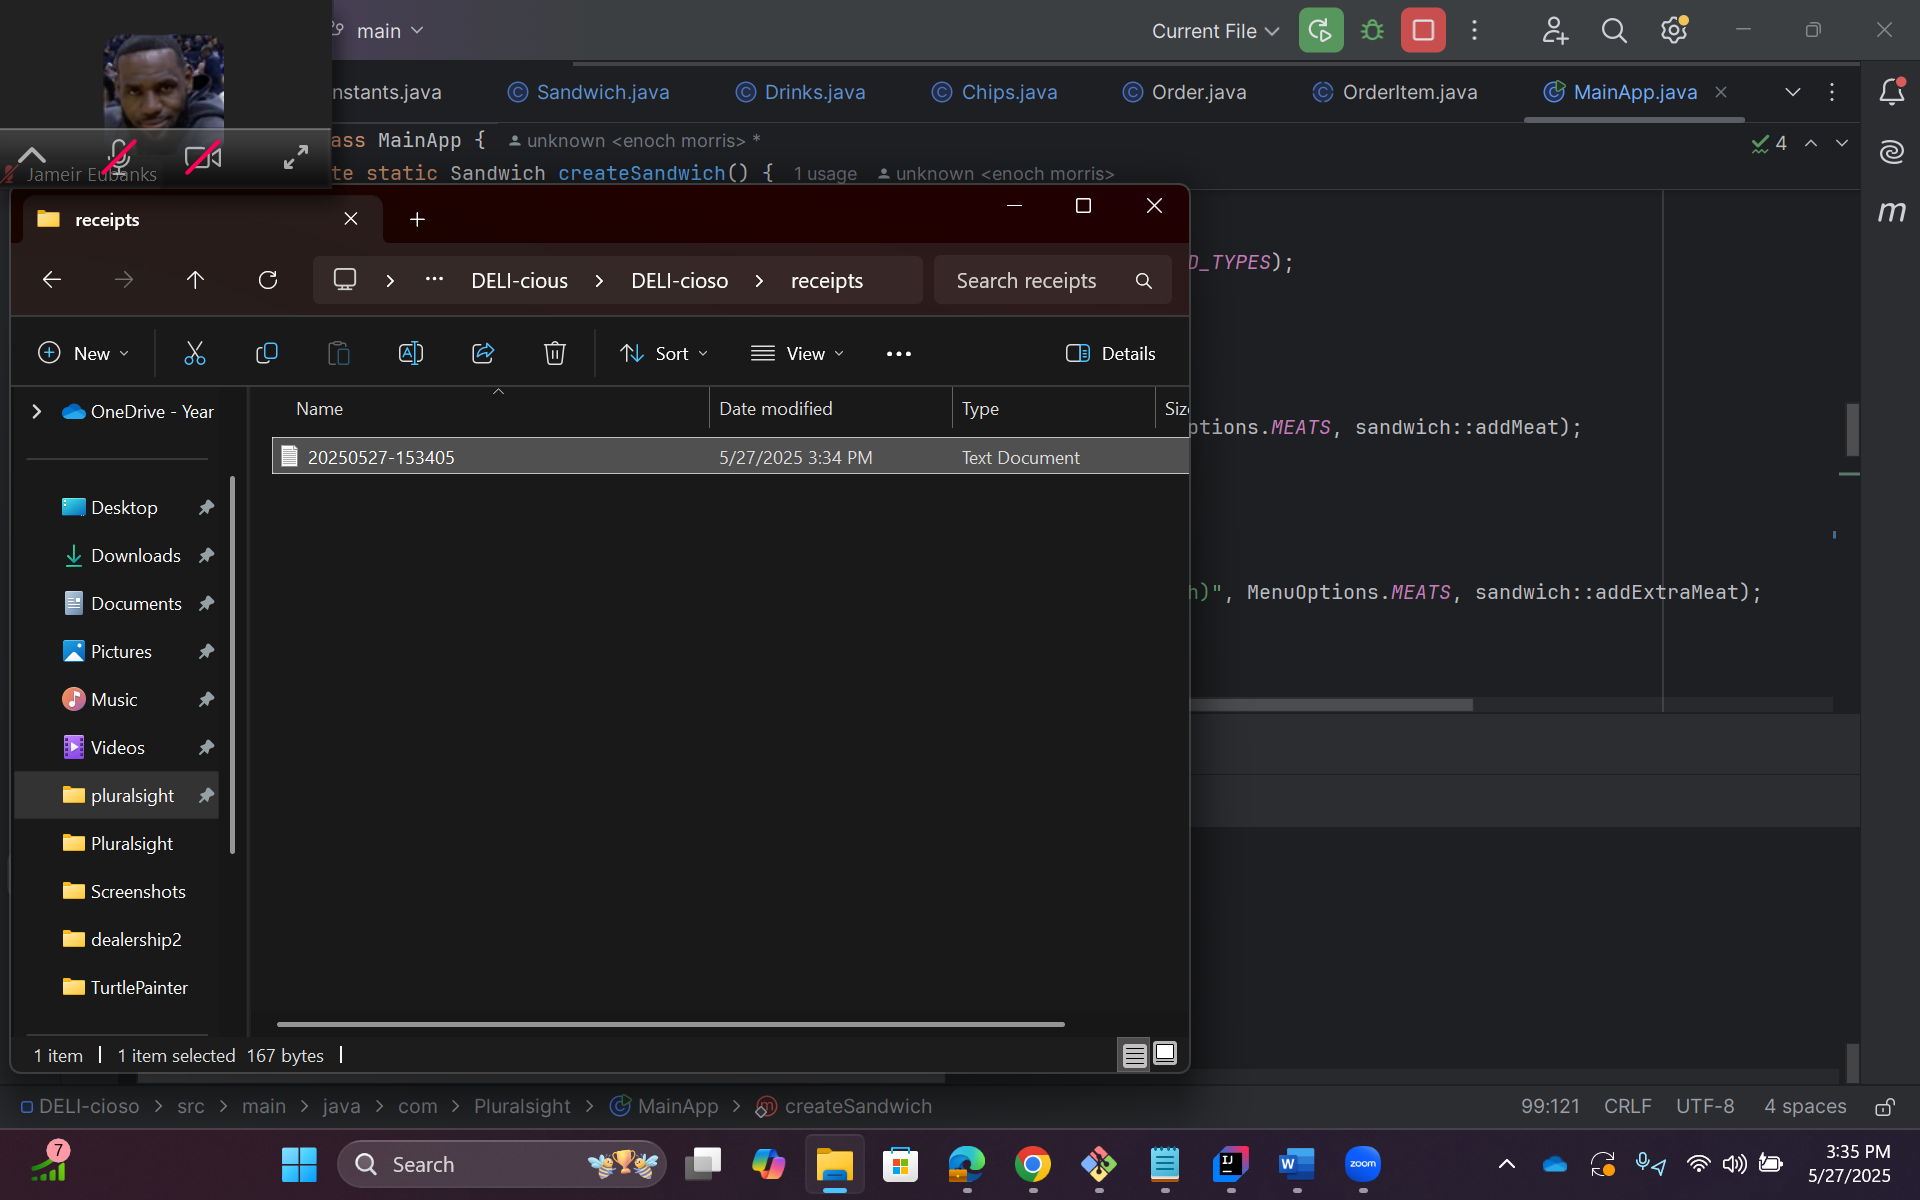 main
Current File
Jameir Eubanks
nstants.java
Sandwich.java
Drinks.java
Chips.java
Order.java
OrderItem.java
MainApp.java
ass MainApp { unknown <enoch morris> *
4
te static Sandwich createSandwich() { 1 usage unknown <enoch morris>
D_TYPES);
ptions.MEATS, sandwich::addMeat);
h)", MenuOptions.MEATS, sandwich::addExtraMeat);
m
receipts
DELI-cious
DELI-cioso
receipts
Search receipts
New
Sort
View
Details
OneDrive - Year
Desktop
Downloads
Documents
Pictures
Music
Videos
pluralsight
Pluralsight
Screenshots
dealership2
TurtlePainter
Name
Date modified
Type
Siz
20250527-153405
5/27/2025 3:34 PM
Text Document
1 item
1 item selected 167 bytes
DELI-cioso > src > main > java > com > Pluralsight > MainApp > createSandwich
99:121
CRLF
UTF-8
4 spaces
7
Search
W
zoom
3:35 PM
5/27/2025